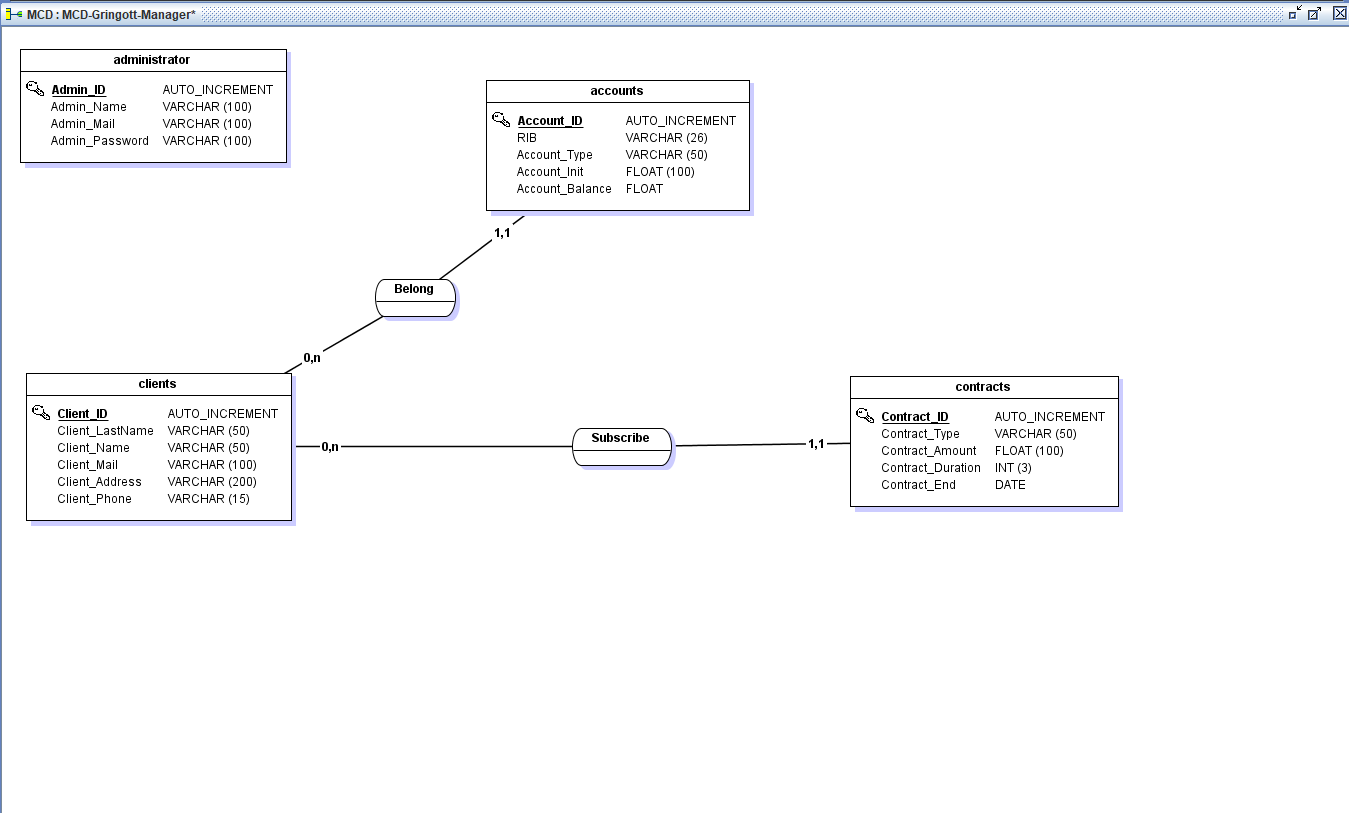 MCD : MCD-Gringott-Manager*
administrator
Admin_ID AUTO_INCREMENT
Admin_Name VARCHAR (100)
Admin_Mail VARCHAR (100)
Admin_Password VARCHAR (100)
accounts
Account_ID AUTO_INCREMENT
RIB VARCHAR (26)
Account_Type VARCHAR (50)
Account_Init FLOAT (100)
Account_Balance FLOAT
1,1
Belong
0,n
clients
Client_ID AUTO_INCREMENT
Client_LastName VARCHAR (50)
Client_Name VARCHAR (50)
Client_Mail VARCHAR (100)
Client_Address VARCHAR (200)
Client_Phone VARCHAR (15)
0,n
Subscribe
1,1
contracts
Contract_ID AUTO_INCREMENT
Contract_Type VARCHAR (50)
Contract_Amount FLOAT (100)
Contract_Duration INT (3)
Contract_End DATE